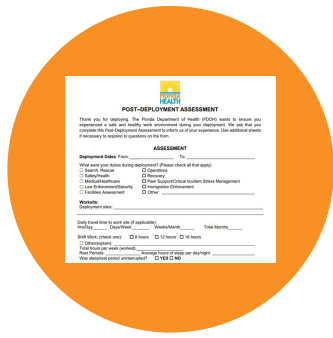 Florida
HEALTH
POST–DEPLOYMENT ASSESSMENT
Thank you for deploying. The Florida Department of Health (FDOH) wants to ensure you
experienced a safe and healthy work environment during your deployment. We ask that you
complete this Post-Deployment Assessment to inform us of your experience. Use additional sheets
if necessary to respond to questions on the form.
ASSESSMENT
Deployment Dates: From: To:
What were your duties during deployment? (Please check all that apply)
☐ Search, Rescue ☐ Operations
☐ Safety/Health ☐ Recovery
☐ Medical/Healthcare ☐ Peer Support/Critical Incident Stress Management
☐ Law Enforcement/Security ☐ Immigration Enforcement
☐ Facilities Assessment ☐ Other
Worksite:
Deployment sites:
Daily travel time to work site (if applicable):
Hrs/Day Days/Week Weeks/Month Total Months
Shift Work: (check one): ☐ 8 hours ☐ 12 hours ☐ 16 hours
☐ Other(explain):
Total hours per week (worked)
Rest Periods: Average hours of sleep per day/night:
Was sleep/rest period uninterrupted? ☐ YES ☐ NO